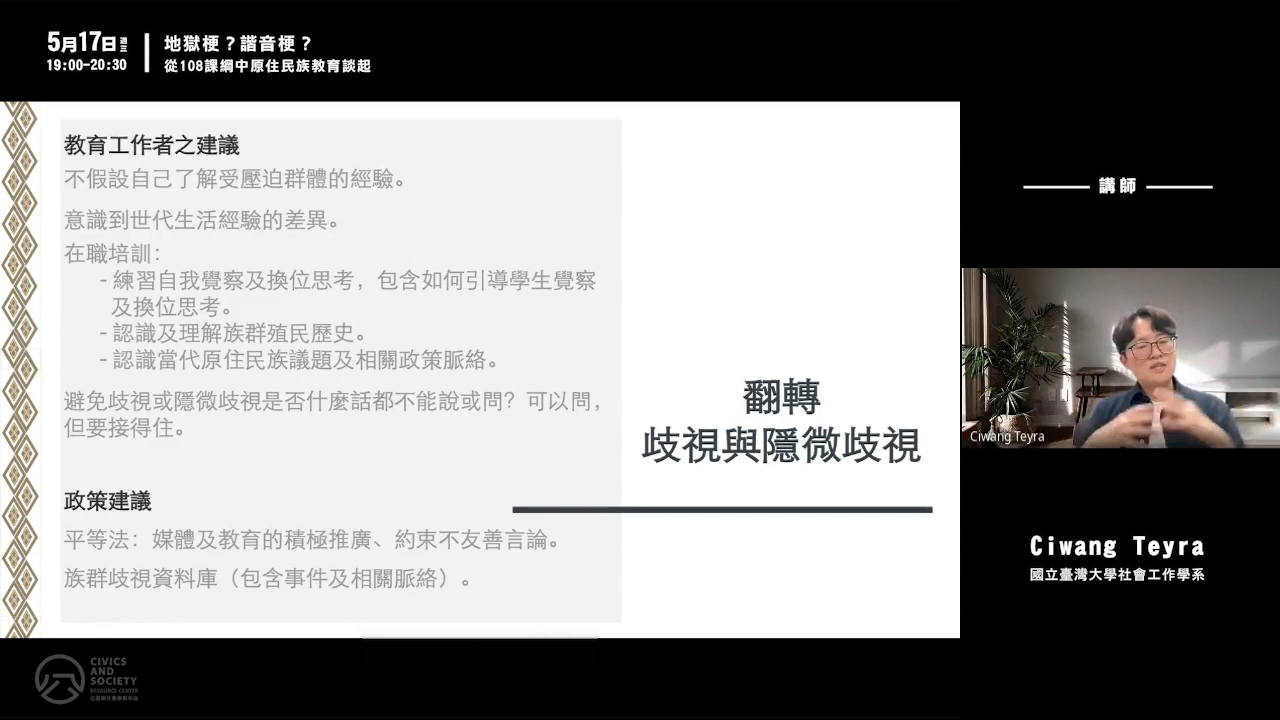 5月17日 週三
19:00-20:30
地獄梗？諧音梗？
從108課綱中原住民族教育談起
教育工作者之建議
不假設自己了解受壓迫群體的經驗。
意識到世代生活經驗的差異。
在職培訓：
- 練習自我覺察及換位思考，包含如何引導學生覺察
及換位思考。
- 認識及理解族群殖民歷史。
- 認識當代原住民族議題及相關政策脈絡。
避免歧視或隱微歧視是否什麼話都不能說或問？可以問，
但要接得住。
政策建議
平等法：媒體及教育的積極推廣、約束不友善言論。
族群歧視資料庫（包含事件及相關脈絡）。
翻轉
歧視與隱微歧視
講師
Ciwang Teyra
Ciwang Teyra
國立臺灣大學社會工作學系
CIVICS
AND
SOCIETY
RESOURCE CENTER
公民與社會學科中心